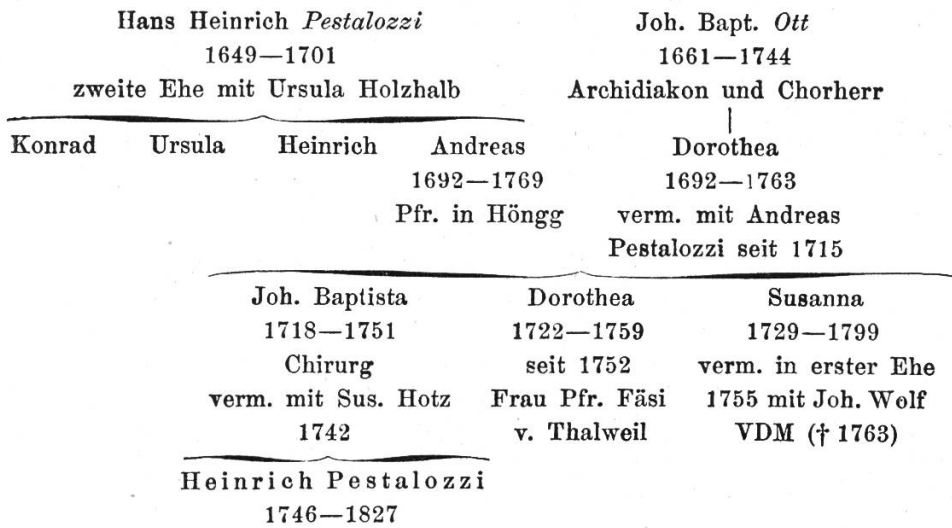 Hans Heinrich Pestalozzi
1649—1701
zweite Ehe mit Ursula Holzhalb
Joh. Bapt. Ott
1661—1744
Archidiakon und Chorherr
Konrad Ursula Heinrich Andreas
1692—1769
Pfr. in Höngg
Dorothea
1692—1763
verm. mit Andreas
Pestalozzi seit 1715
Joh. Baptista
1718—1751
Chirurg
verm. mit Sus. Hotz
1742
Dorothea
1722—1759
seit 1752
Frau Pfr. Fäsi
v. Thalweil
Susanna
1729—1799
verm. in erster Ehe
1755 mit Joh. Wolf
VDM († 1763)
Heinrich Pestalozzi
1746—1827